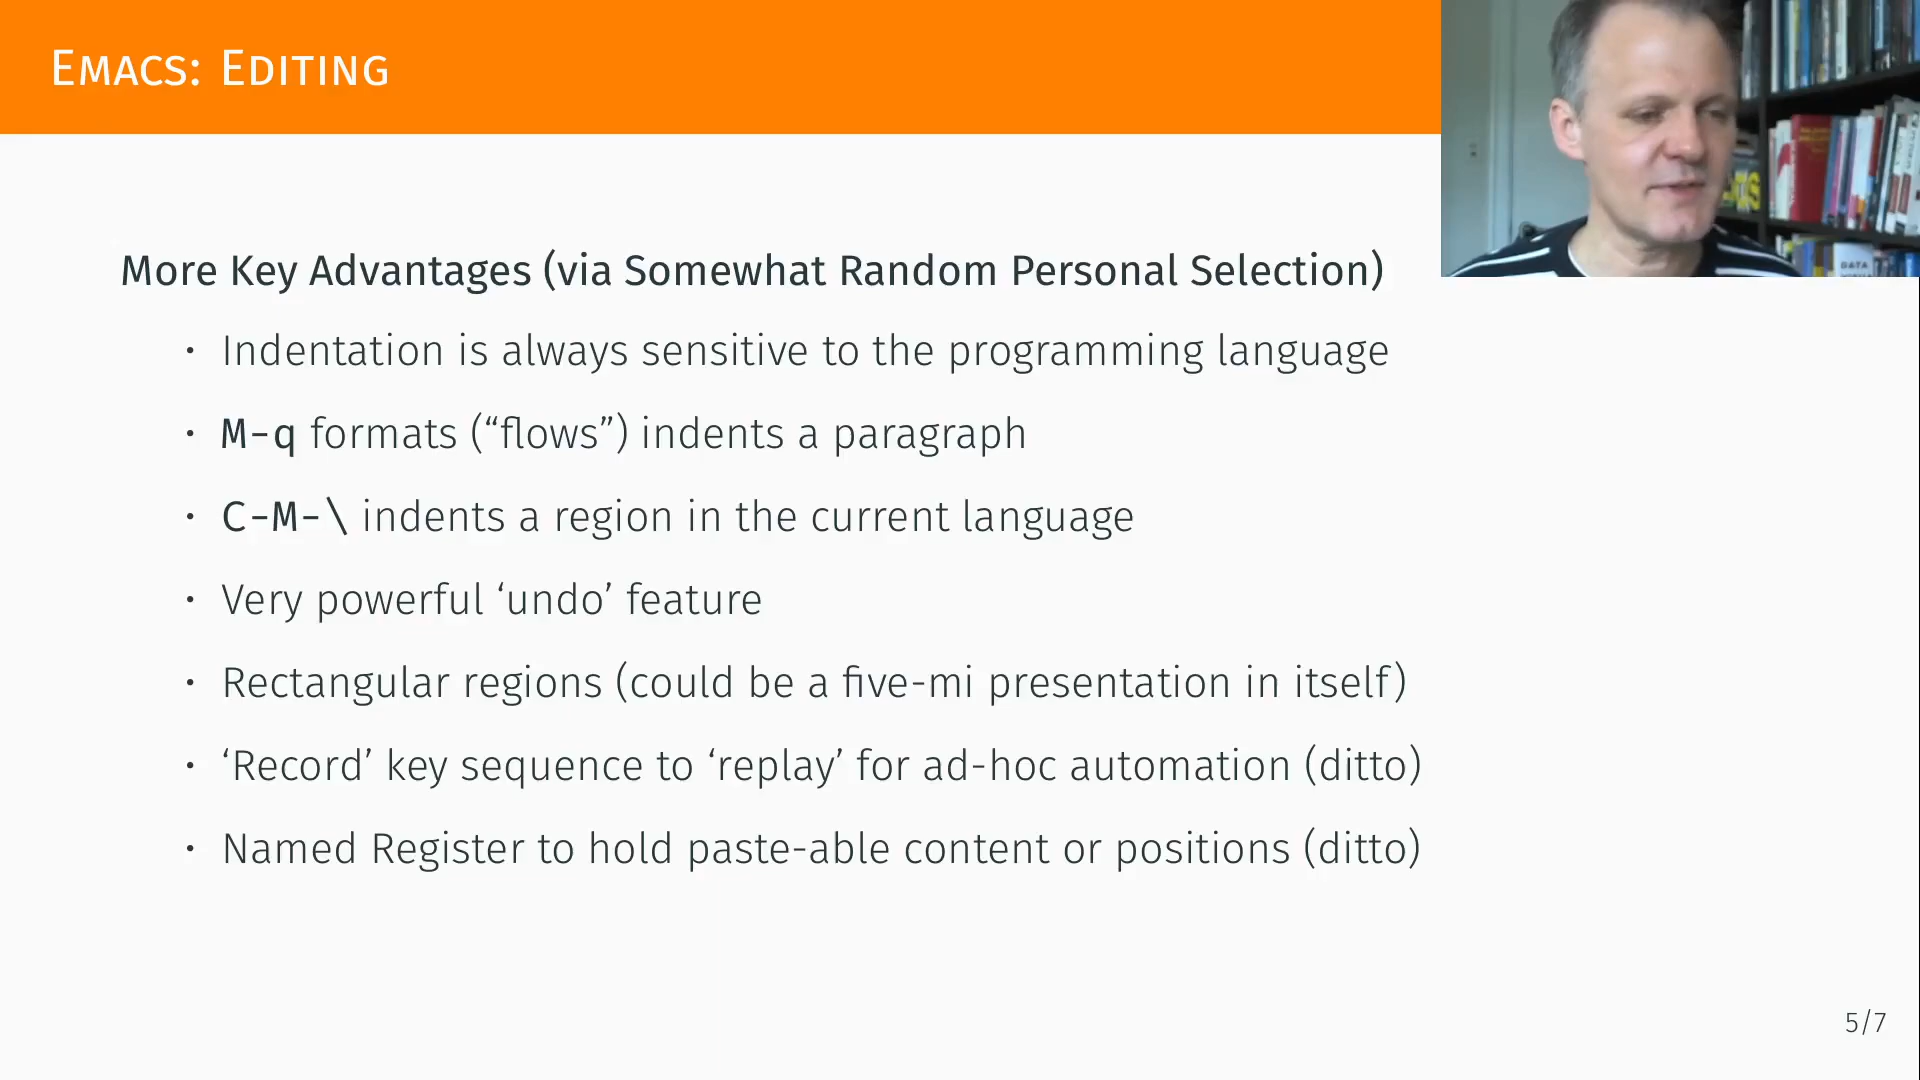 Emacs: Editing
More Key Advantages (via Somewhat Random Personal Selection)
• Indentation is always sensitive to the programming language
• M-q formats (“flows”) indents a paragraph
• C-M-\ indents a region in the current language
• Very powerful ‘undo’ feature
• Rectangular regions (could be a five-mi presentation in itself)
• ‘Record’ key sequence to ‘replay’ for ad-hoc automation (ditto)
• Named Register to hold paste-able content or positions (ditto)
5/7